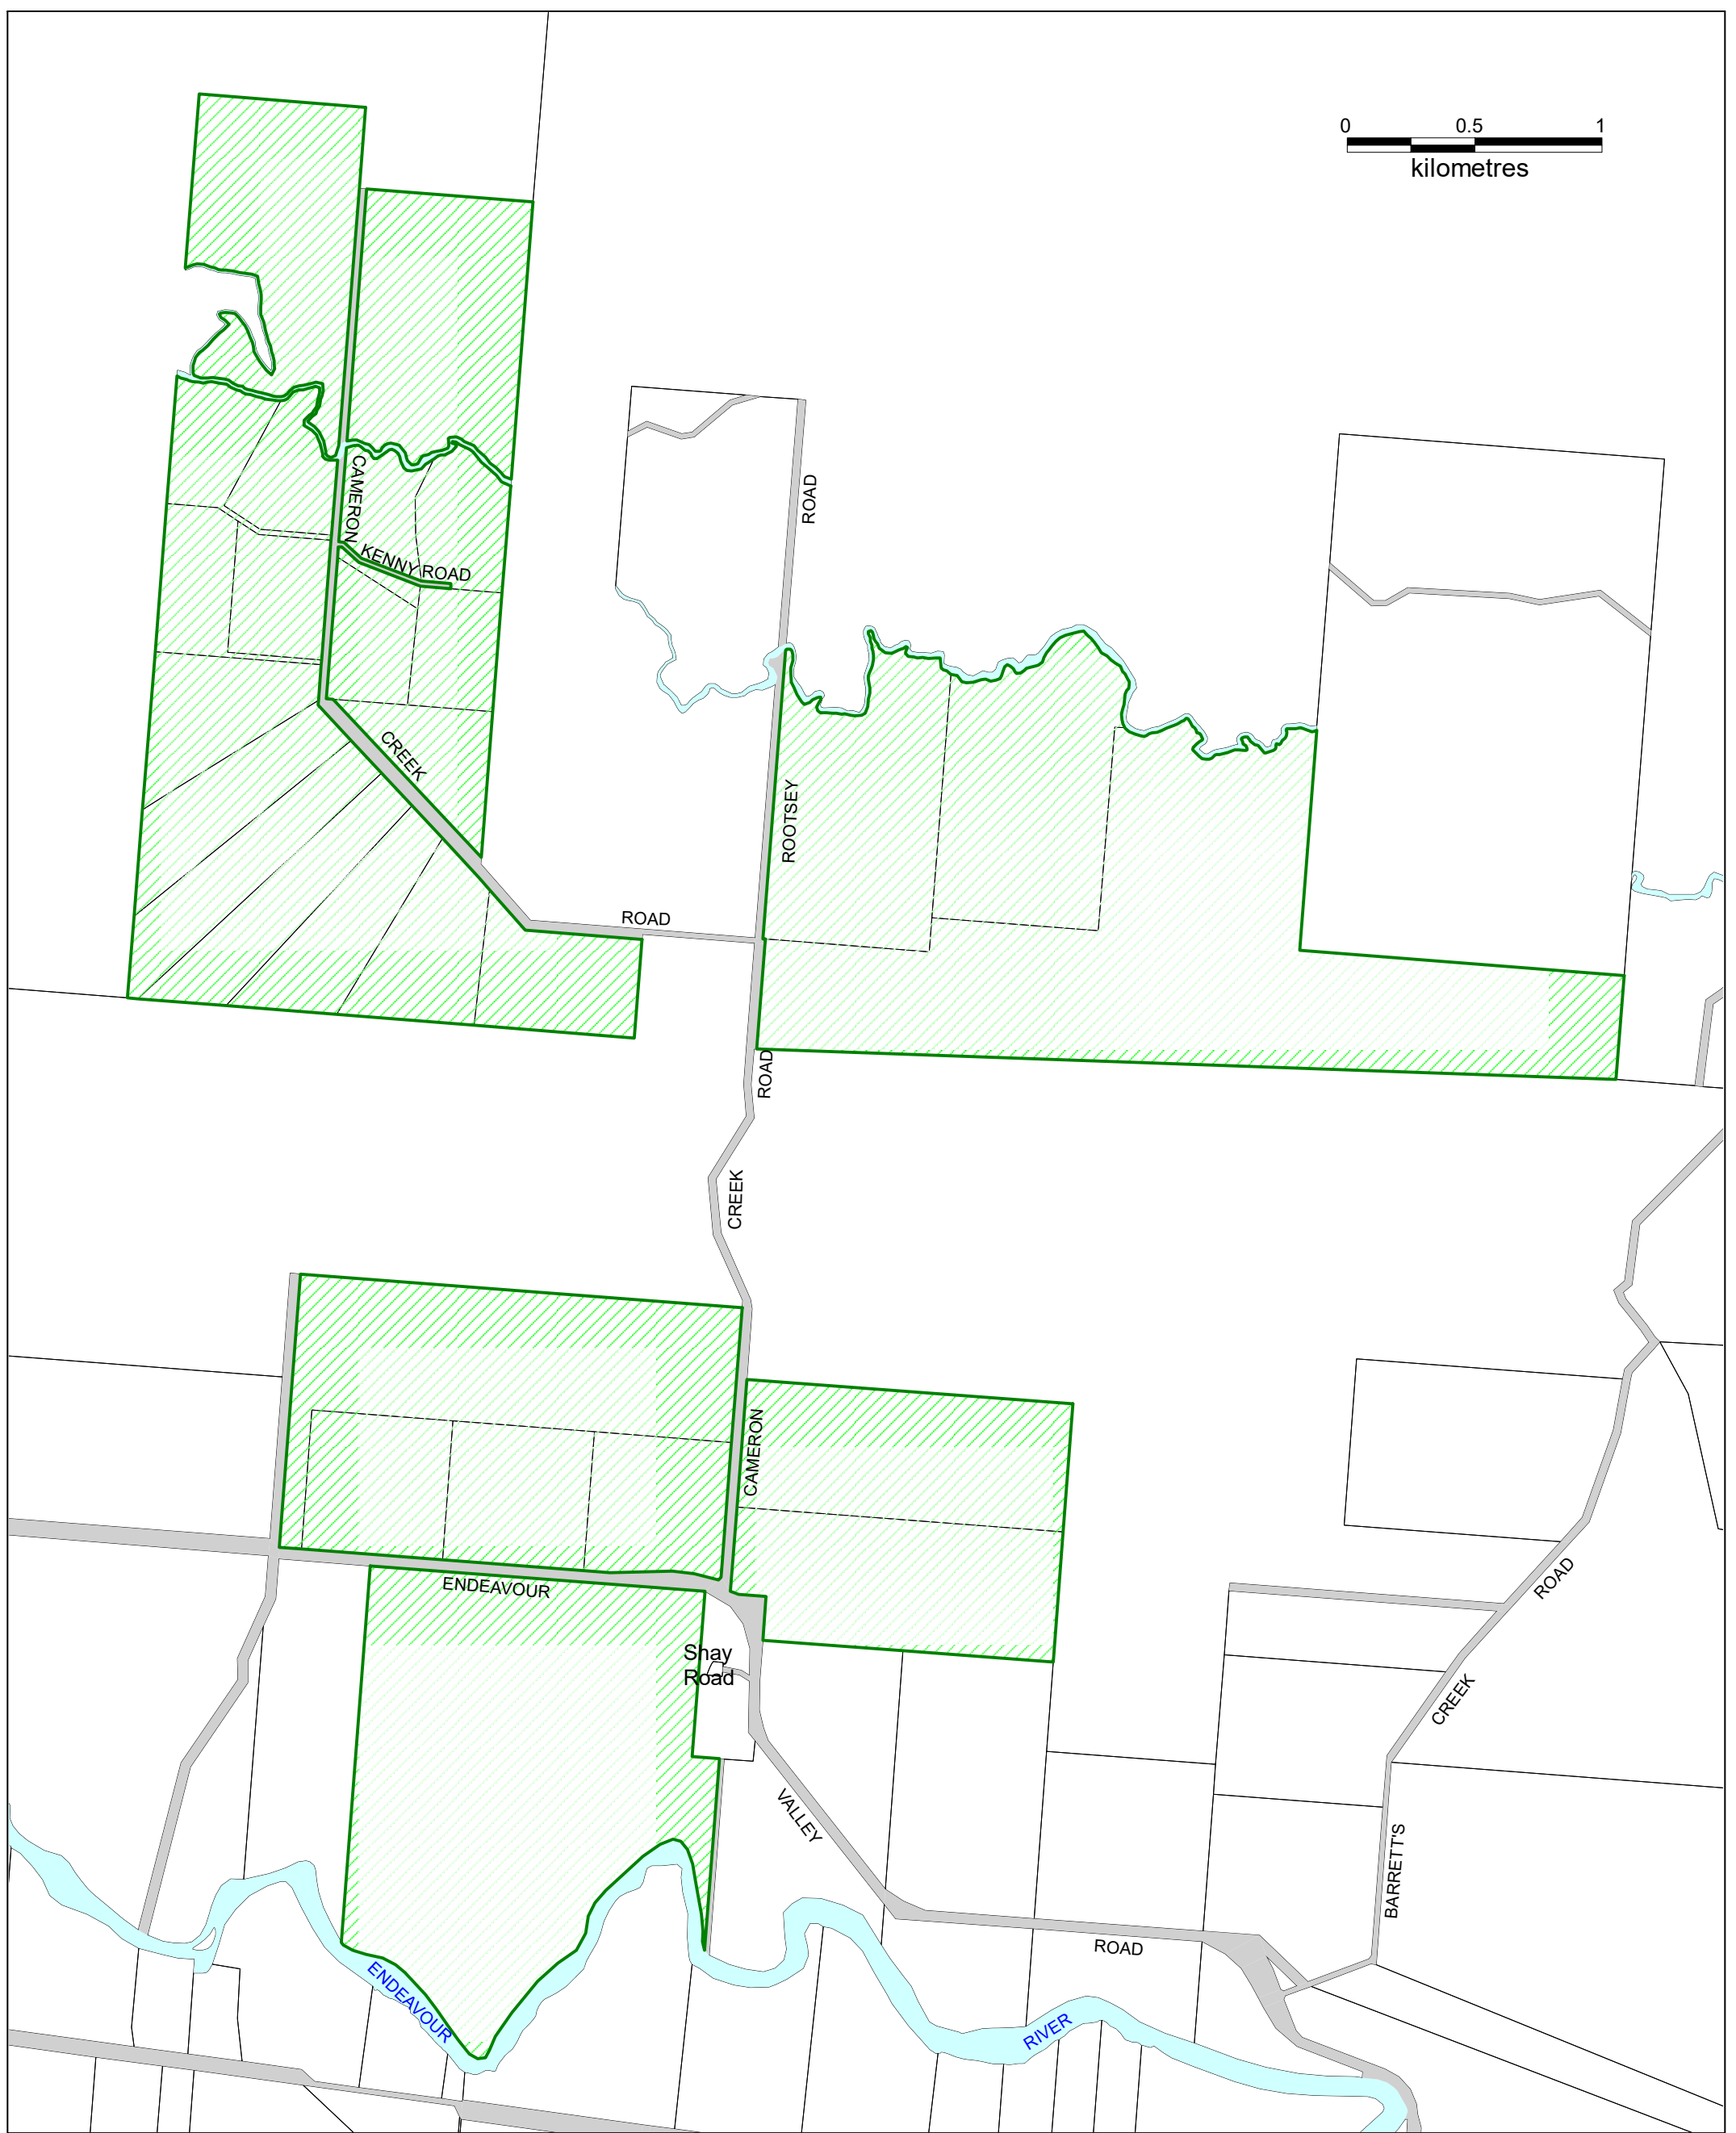 0 0.5 1
kilometres
CAMERON
KENNY ROAD
ROAD
CREEK
ROOTSEY
ROAD
ROAD
CREEK
CAMERON
ENDEAVOUR
Shay
Road
ROAD
CREEK
VALLEY
BARRETT'S
ROAD
ENDEAVOUR
RIVER